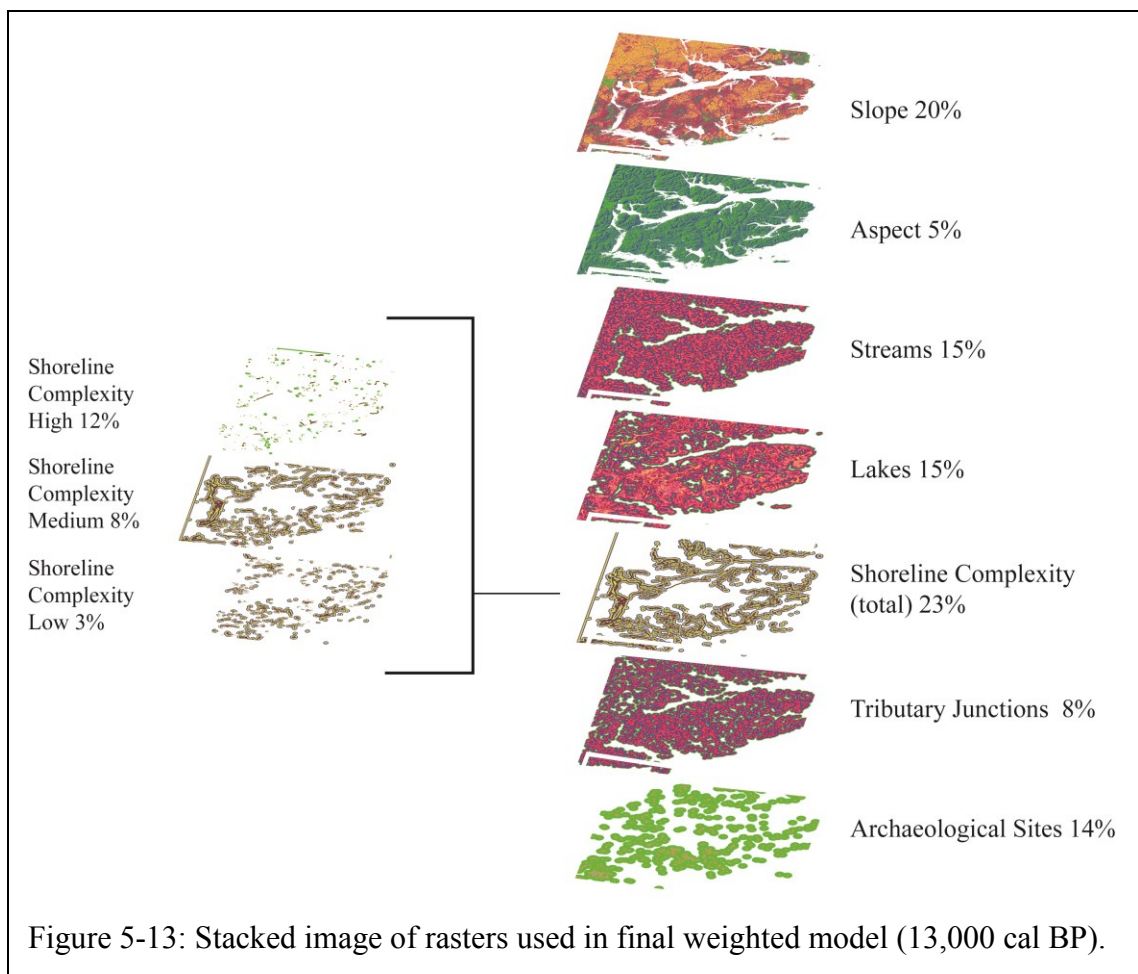 Slope 20%
Aspect 5%
Streams 15%
Shoreline
Complexity
High 12%
Shoreline
Complexity
Medium 8%
Shoreline
Complexity
Low 3%
Lakes 15%
Shoreline Complexity
(total) 23%
Tributary Junctions 8%
Archaeological Sites 14%
Figure 5-13: Stacked image of rasters used in final weighted model (13,000 cal BP).